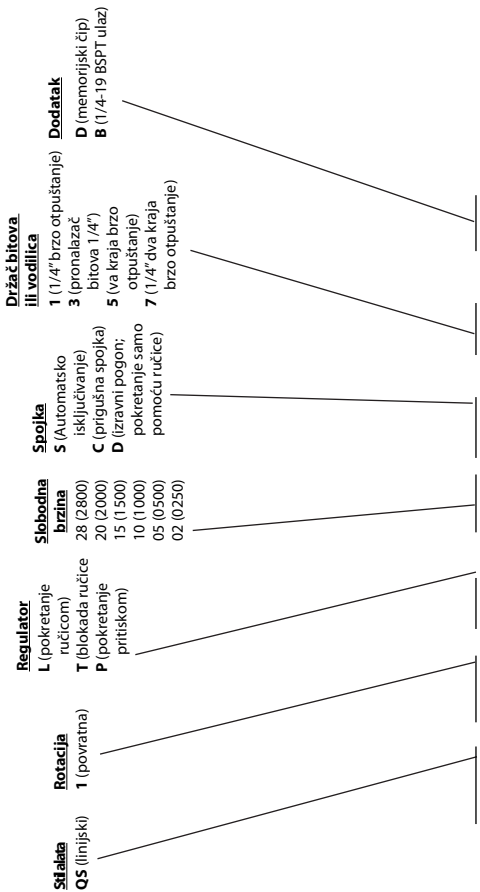 Stilalata
QS (linijski)
Rotacija
1 (povratna)
Regulator
L (pokretanje
ručicom)
T (blokada ručice
P (pokretanje
pritiskom)
Slobodna
brzina
28 (2800)
20 (2000)
15 (1500)
10 (1000)
05 (0500)
02 (0250)
Spojka
S (Automatsko
isključivanje)
C (prigušna spojka)
D (izravni pogon;
pokretanje samo
pomoću ručice)
Držač bitova
ili vodilica
1 (1/4" brzo otpuštanje)
3 (pronalazač
bitova 1/4")
5 (va kraja brzo
otpuštanje)
7 (1/4" dva kraja
brzo otpuštanje)
Dodatak
D (memorijski čip)
B (1/4-19 BSPT ulaz)